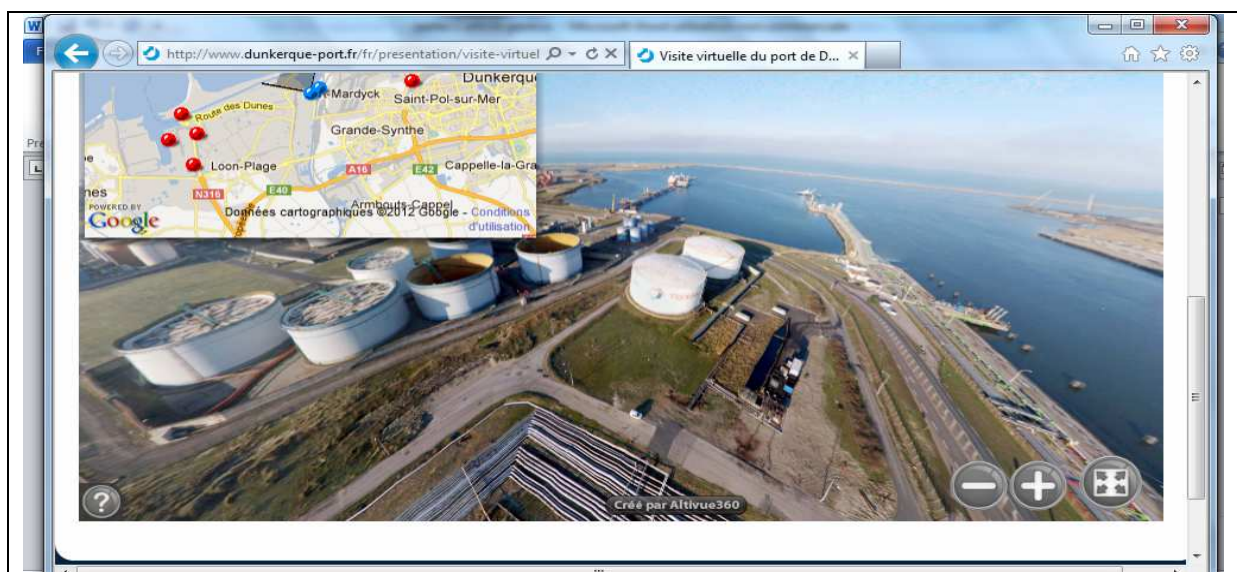 W
http://www.dunkerque-port.fr/fr/presentation/visite-virtuel
Visite virtuelle du port de D...
Dunkerqu
-Mardyck
Saint-Pol-sur-Mer
Route des Dunes
Grande-Synthe
Loon-Plage
A16
E42
Cappelle-la-Gra
nes
N316
E40
Armbouts-Cappel
POWERED BY
Google
Données cartographiques ©2012 Google - Conditions
d'utilisation
?
Créé par Altivue360